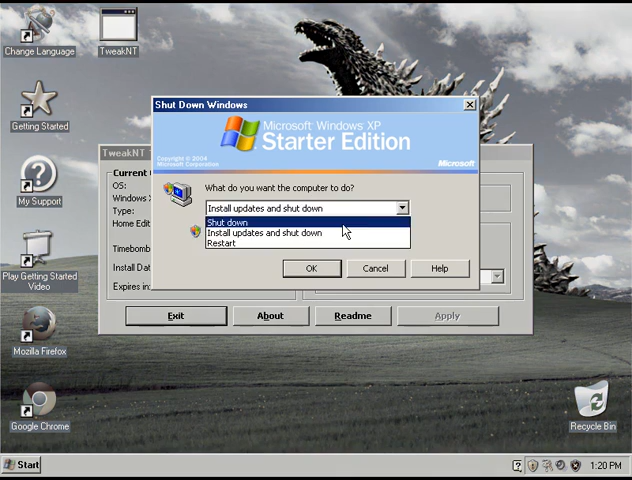 Change Language
TweakNT
Getting Started
My Support
Play Getting Started
Video
Mozilla Firefox
Google Chrome
Recycle Bin
Shut Down Windows
Microsoft Windows XP
Starter Edition
Copyright © 2004
Microsoft Corporation
Microsoft
What do you want the computer to do?
Install updates and shut down
Shut down
Install updates and shut down
Restart
OK
Cancel
Help
TweakNT
OS:
Type:
Home Edit
Timebomb
Install Dat
Expires in:
Exit
About
Readme
Apply
Start
1:20 PM